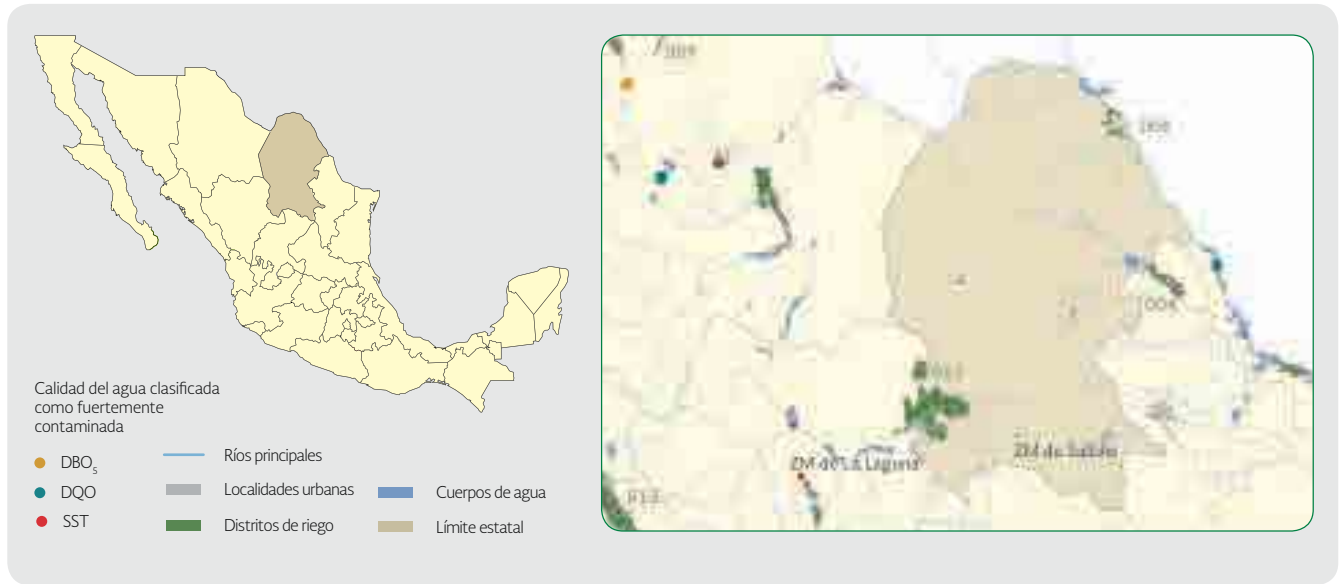 Calidad del agua clasificada
como fuertemente
contaminada
DBO5
DQO
SST
Ríos principales
Localidades urbanas
Distritos de riego
Cuerpos de agua
Límite estatal
004
ZM de La Laguna
ZM de Saltillo